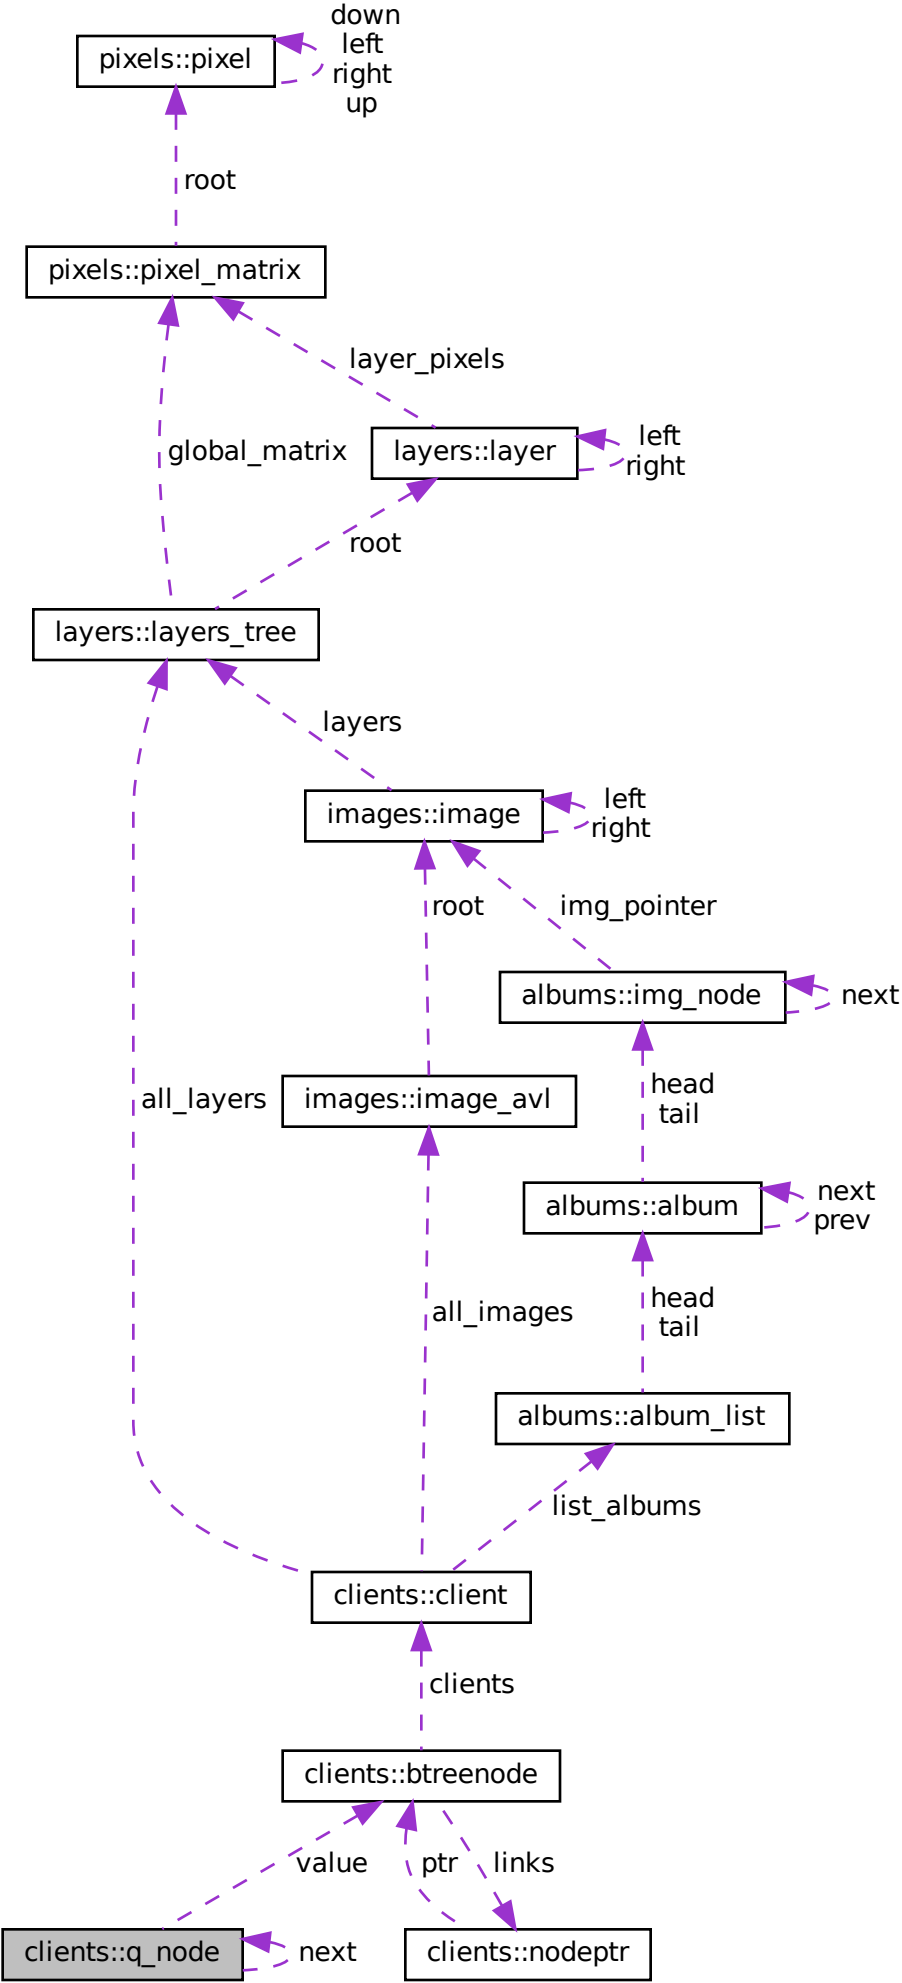 down
left
right
up
pixels::pixel
root
pixels::pixel_matrix
layer_pixels
global_matrix
layers::layer
left
right
root
layers::layers_tree
layers
images::image
left
right
root
img_pointer
albums::img_node
next
all_layers
images::image_avl
head
tail
albums::album
next
prev
all_images
head
tail
albums::album_list
list_albums
clients::client
clients
clients::btreenode
value
ptr
links
clients::q_node
next
clients::nodeptr